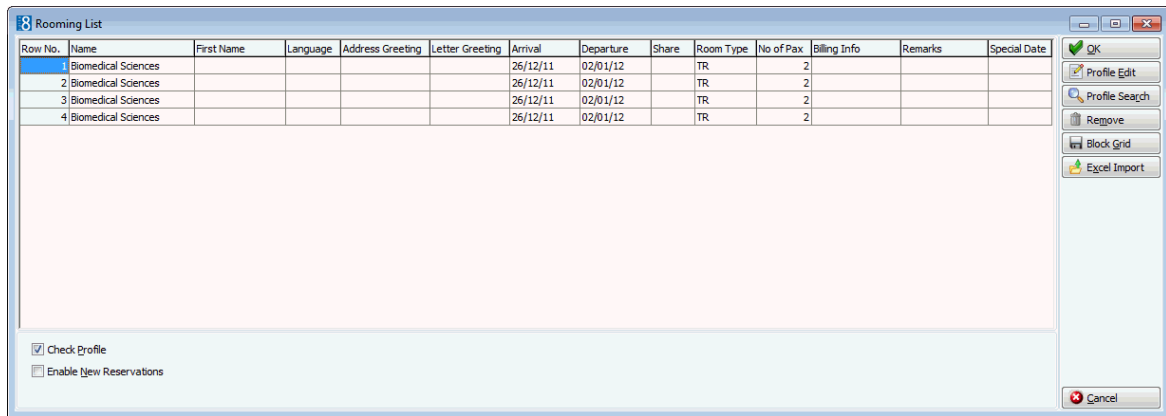 8 Rooming List
Row No. Name First Name Language Address Greeting Letter Greeting Arrival Departure Share Room Type No of Pax Billing Info Remarks Special Date
1 Biomedical Sciences 26/12/11 02/01/12 TR 2
2 Biomedical Sciences 26/12/11 02/01/12 TR 2
3 Biomedical Sciences 26/12/11 02/01/12 TR 2
4 Biomedical Sciences 26/12/11 02/01/12 TR 2
OK
Profile Edit
Profile Search
Remove
Block Grid
Excel Import
Check Profile
Enable New Reservations
Cancel